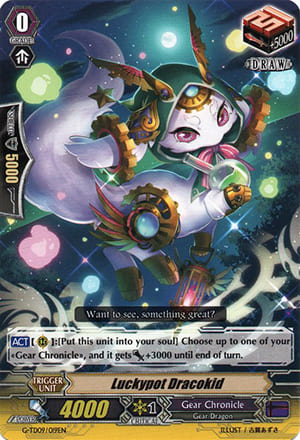 0
GRADE
+5000
DRAW
SHIELD
5000
Want to see, something great?
ACT [ ]:[Put this unit into your soul] Choose up to one of your
«Gear Chronicle», and it gets +3000 until end of turn.
TRIGGER
UNIT
Luckypot Dracokid
POWER
4000
1
CRITICAL
Gear Chronicle
Gear Dragon
G-TD09/019EN
ILLUST / 古賀あずさ